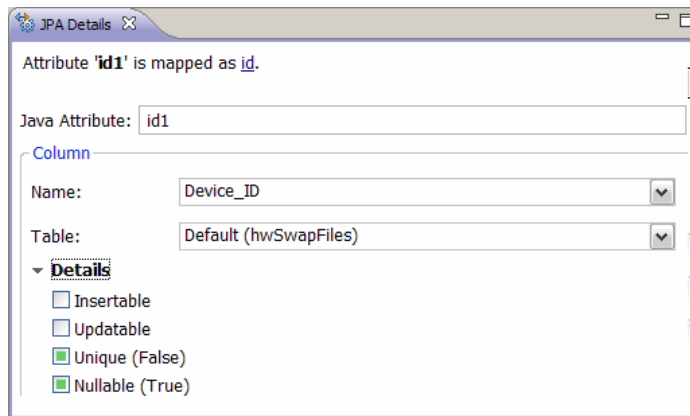 JPA Details
Attribute 'id1' is mapped as id.
Java Attribute: id1
Column
Name: Device_ID
Table: Default (hwSwapFiles)
Details
Insertable
Updatable
Unique (False)
Nullable (True)